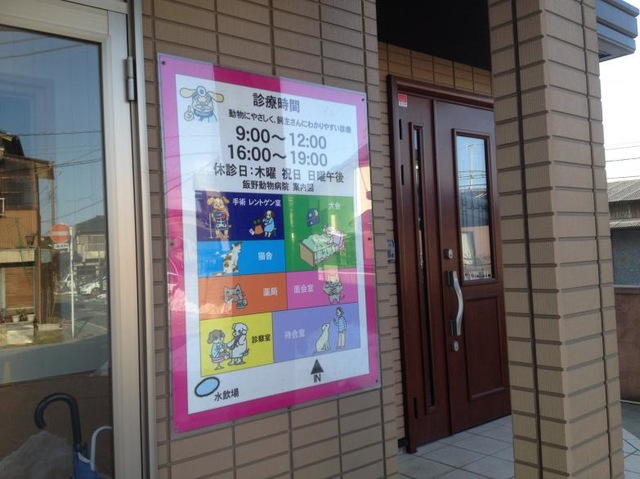 診療時間
動物にやさしく、飼主さんにわかりやすい診療
9:00～12:00
16:00～19:00
休診日:木曜 祝日 日曜午後
飯野動物病院 案内図
手術 レントゲン室
犬舎
猫舎
薬局
面会室
診察室
待合室
IN
水飲場